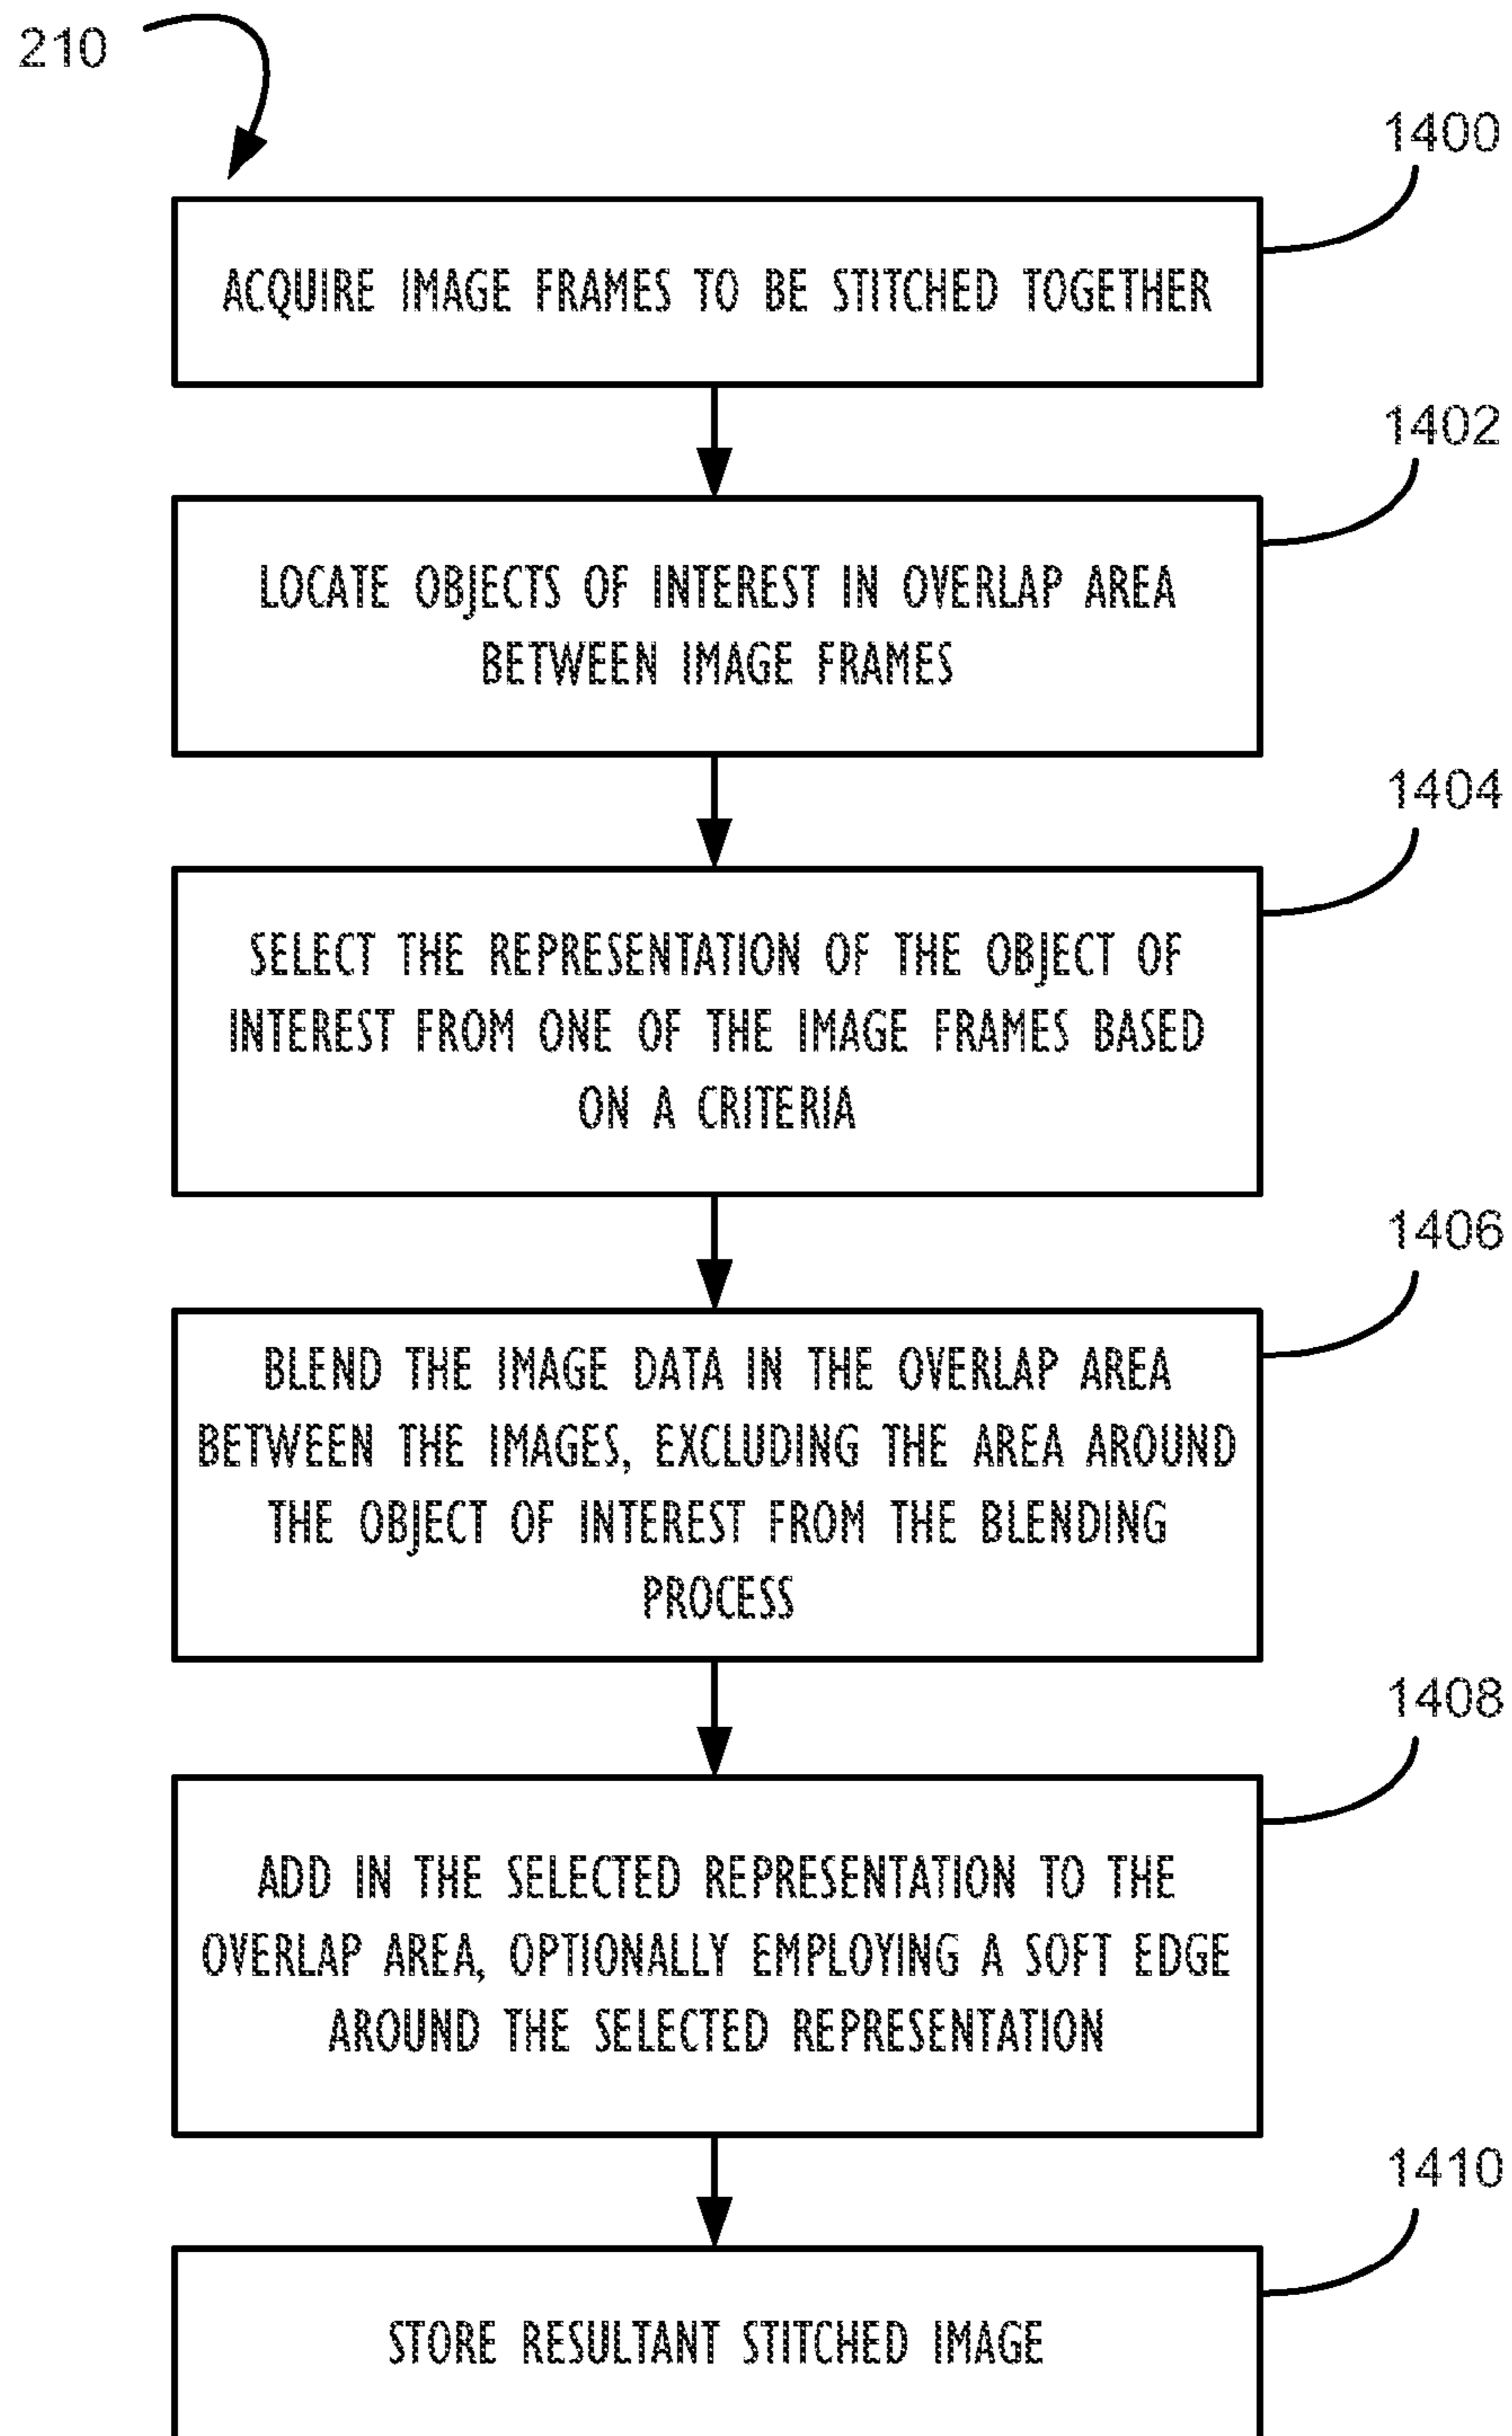 210
1400
ACQUIRE IMAGE FRAMES TO BE STITCHED TOGETHER
1402
LOCATE OBJECTS OF INTEREST IN OVERLAP AREA
BETWEEN IMAGE FRAMES
1404
SELECT THE REPRESENTATION OF THE OBJECT OF
INTEREST FROM ONE OF THE IMAGE FRAMES BASED
ON A CRITERIA
1406
BLEND THE IMAGE DATA IN THE OVERLAP AREA
BETWEEN THE IMAGES, EXCLUDING THE AREA AROUND
THE OBJECT OF INTEREST FROM THE BLENDING
PROCESS
1408
ADD IN THE SELECTED REPRESENTATION TO THE
OVERLAP AREA, OPTIONALLY EMPLOYING A SOFT EDGE
AROUND THE SELECTED REPRESENTATION
1410
STORE RESULTANT STITCHED IMAGE